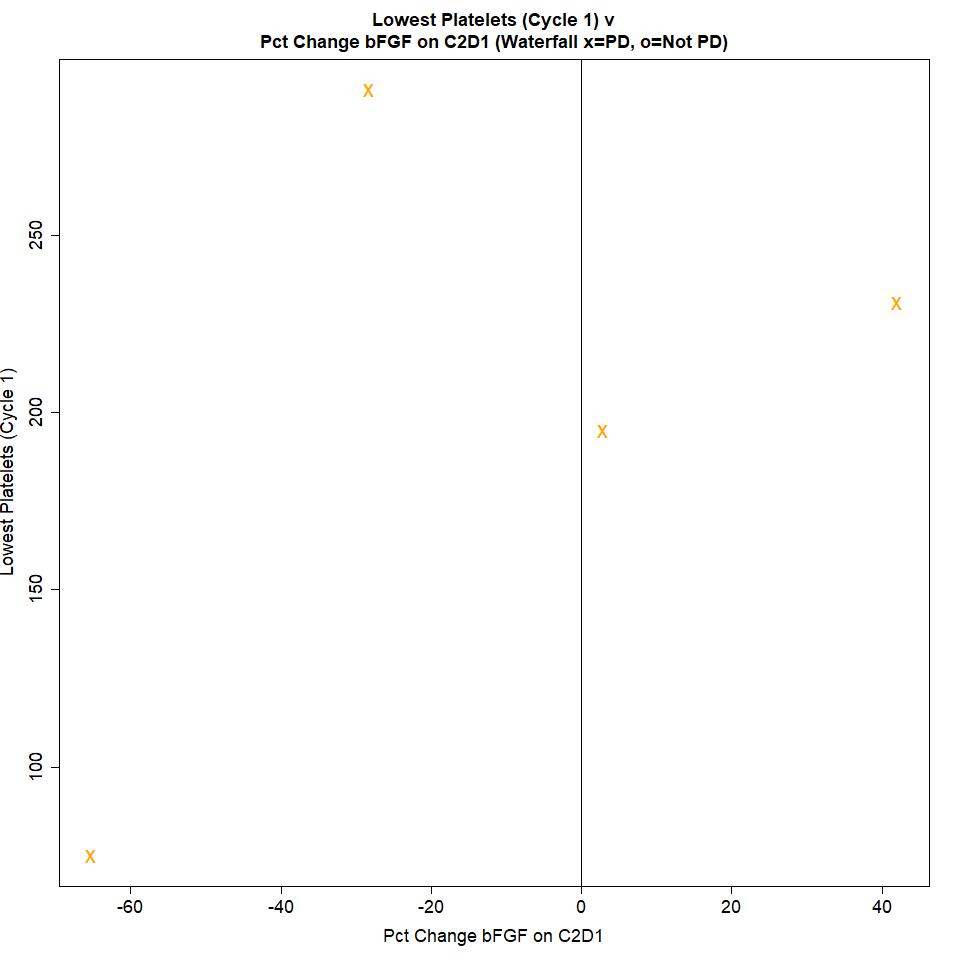 Lowest Platelets (Cycle 1) v
Pct Change bFGF on C2D1 (Waterfall x=PD, o=Not PD)
Lowest Platelets (Cycle 1)
250
200
150
100
X
X
X
X
-60
-40
-20
0
20
40
Pct Change bFGF on C2D1